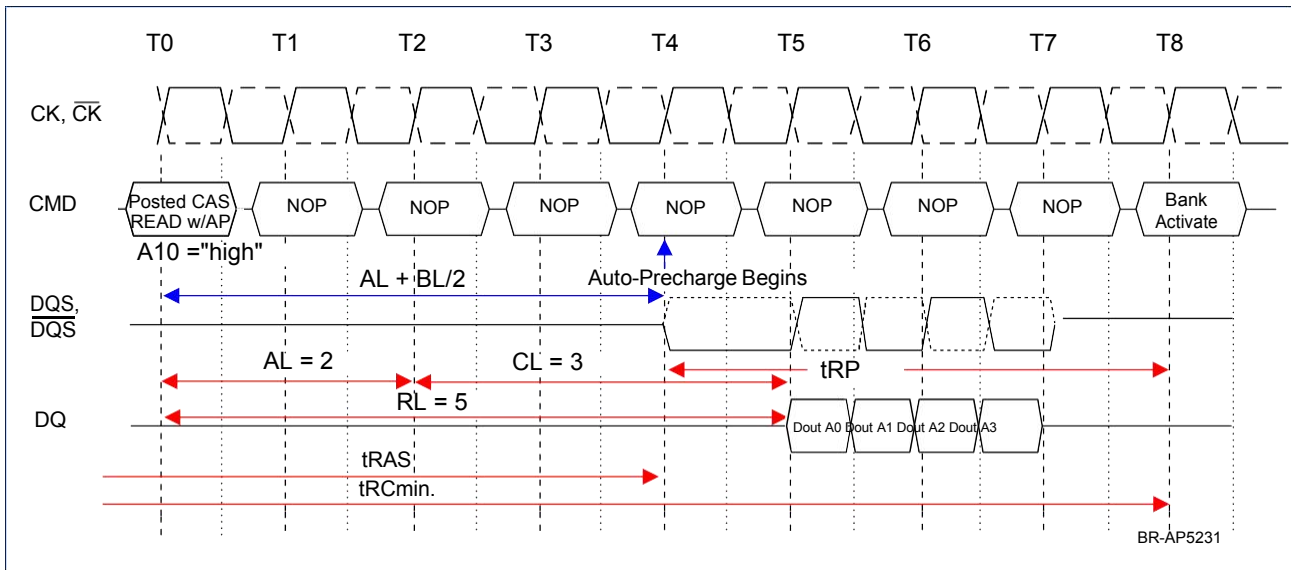 T0 T1 T2 T3 T4 T5 T6 T7 T8
CK, CK
CMD
Posted CAS
READ w/AP
NOP NOP NOP NOP NOP NOP NOP
Bank
Activate
A10 ="high"
AL + BL/2
Auto-Precharge Begins
DQS,
DQS
AL = 2
CL = 3
tRP
RL = 5
DQ
Dout A0 Dout A1 Dout A2 Dout A3
tRAS
tRCmin.
BR-AP5231